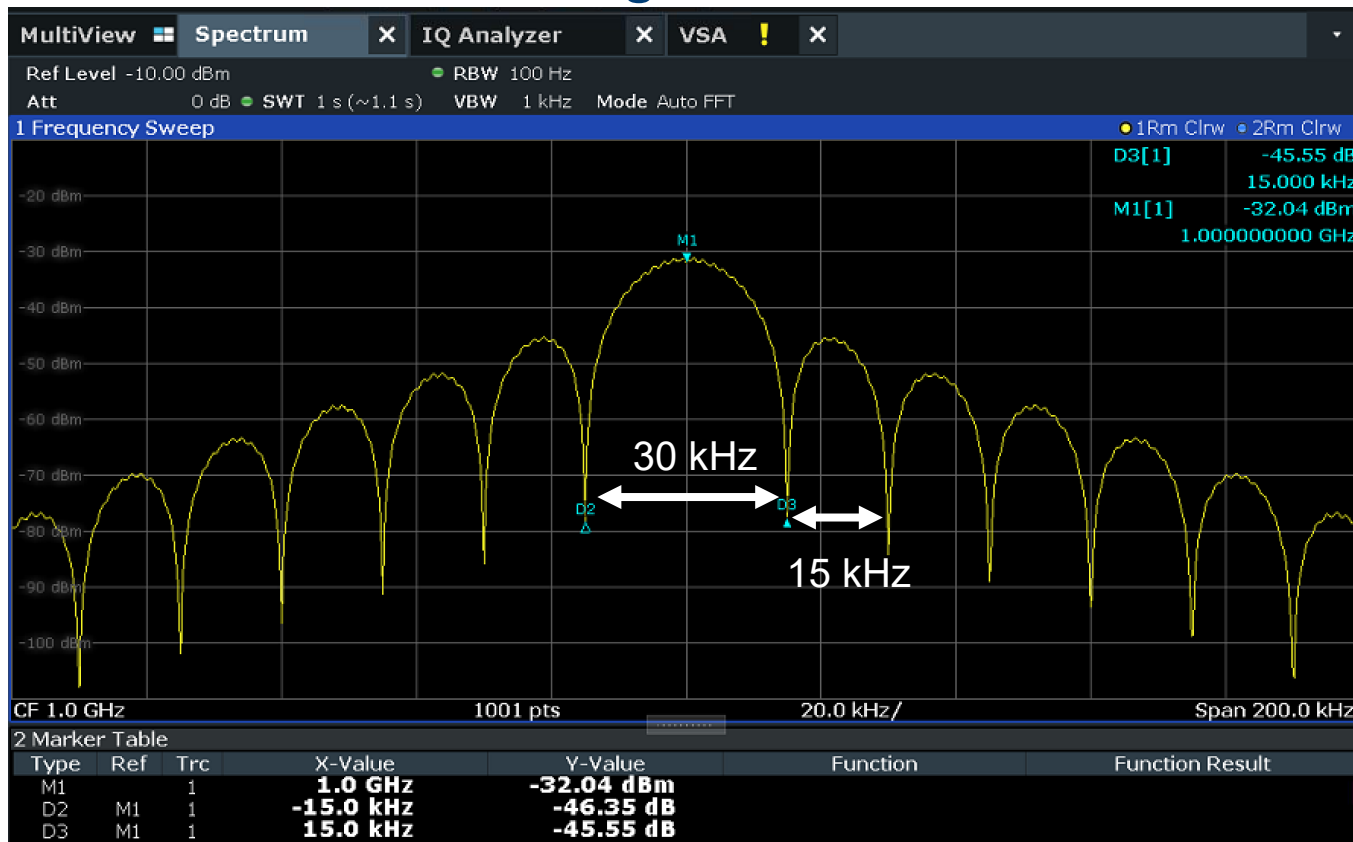 MultiView Spectrum X IQ Analyzer X VSA ! X
Ref Level -10.00 dBm RBW 100 Hz
Att 0 dB SWT 1 s (~1.1 s) VBW 1 kHz Mode Auto FFT
1 Frequency Sweep 1Rm Clrw 2Rm Clrw
D3[1] -45.55 dB
15.000 kHz
-20 dBm
M1[1] -32.04 dBm
1.000000000 GHz
M1
-30 dBm
-40 dBm
-50 dBm
-60 dBm
30 kHz
-70 dBm
D2 D3
-80 dBm
15 kHz
-90 dBm
-100 dBm
CF 1.0 GHz 1001 pts 20.0 kHz/ Span 200.0 kHz
2 Marker Table
Type Ref Trc X-Value Y-Value Function Function Result
M1 1 1.0 GHz -32.04 dBm
D2 M1 1 -15.0 kHz -46.35 dB
D3 M1 1 15.0 kHz -45.55 dB